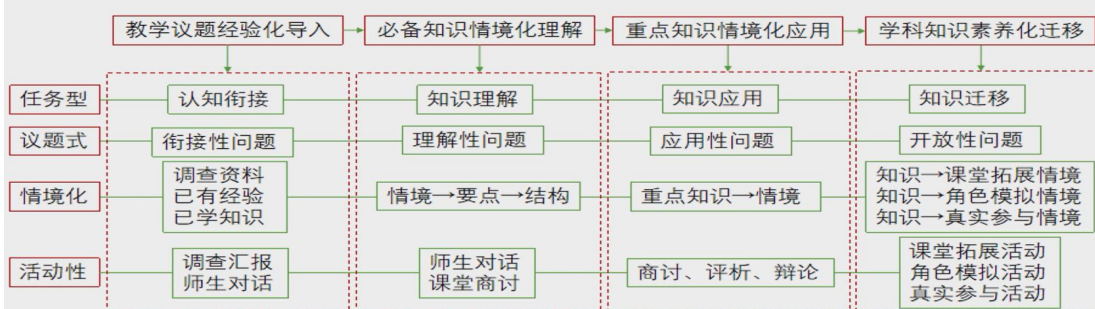 教学议题经验化导入 必备知识情境化理解 重点知识情境化应用 学科知识素养化迁移
任务型 认知衔接 知识理解 知识应用 知识迁移
议题式 衔接性问题 理解性问题 应用性问题 开放性问题
情境化
调查资料
已有经验
已学知识
情境→要点→结构
重点知识→情境
知识→课堂拓展情境
知识→角色模拟情境
知识→真实参与情境
活动性
调查汇报
师生对话
师生对话
课堂商讨
商讨、评析、辩论
课堂拓展活动
角色模拟活动
真实参与活动